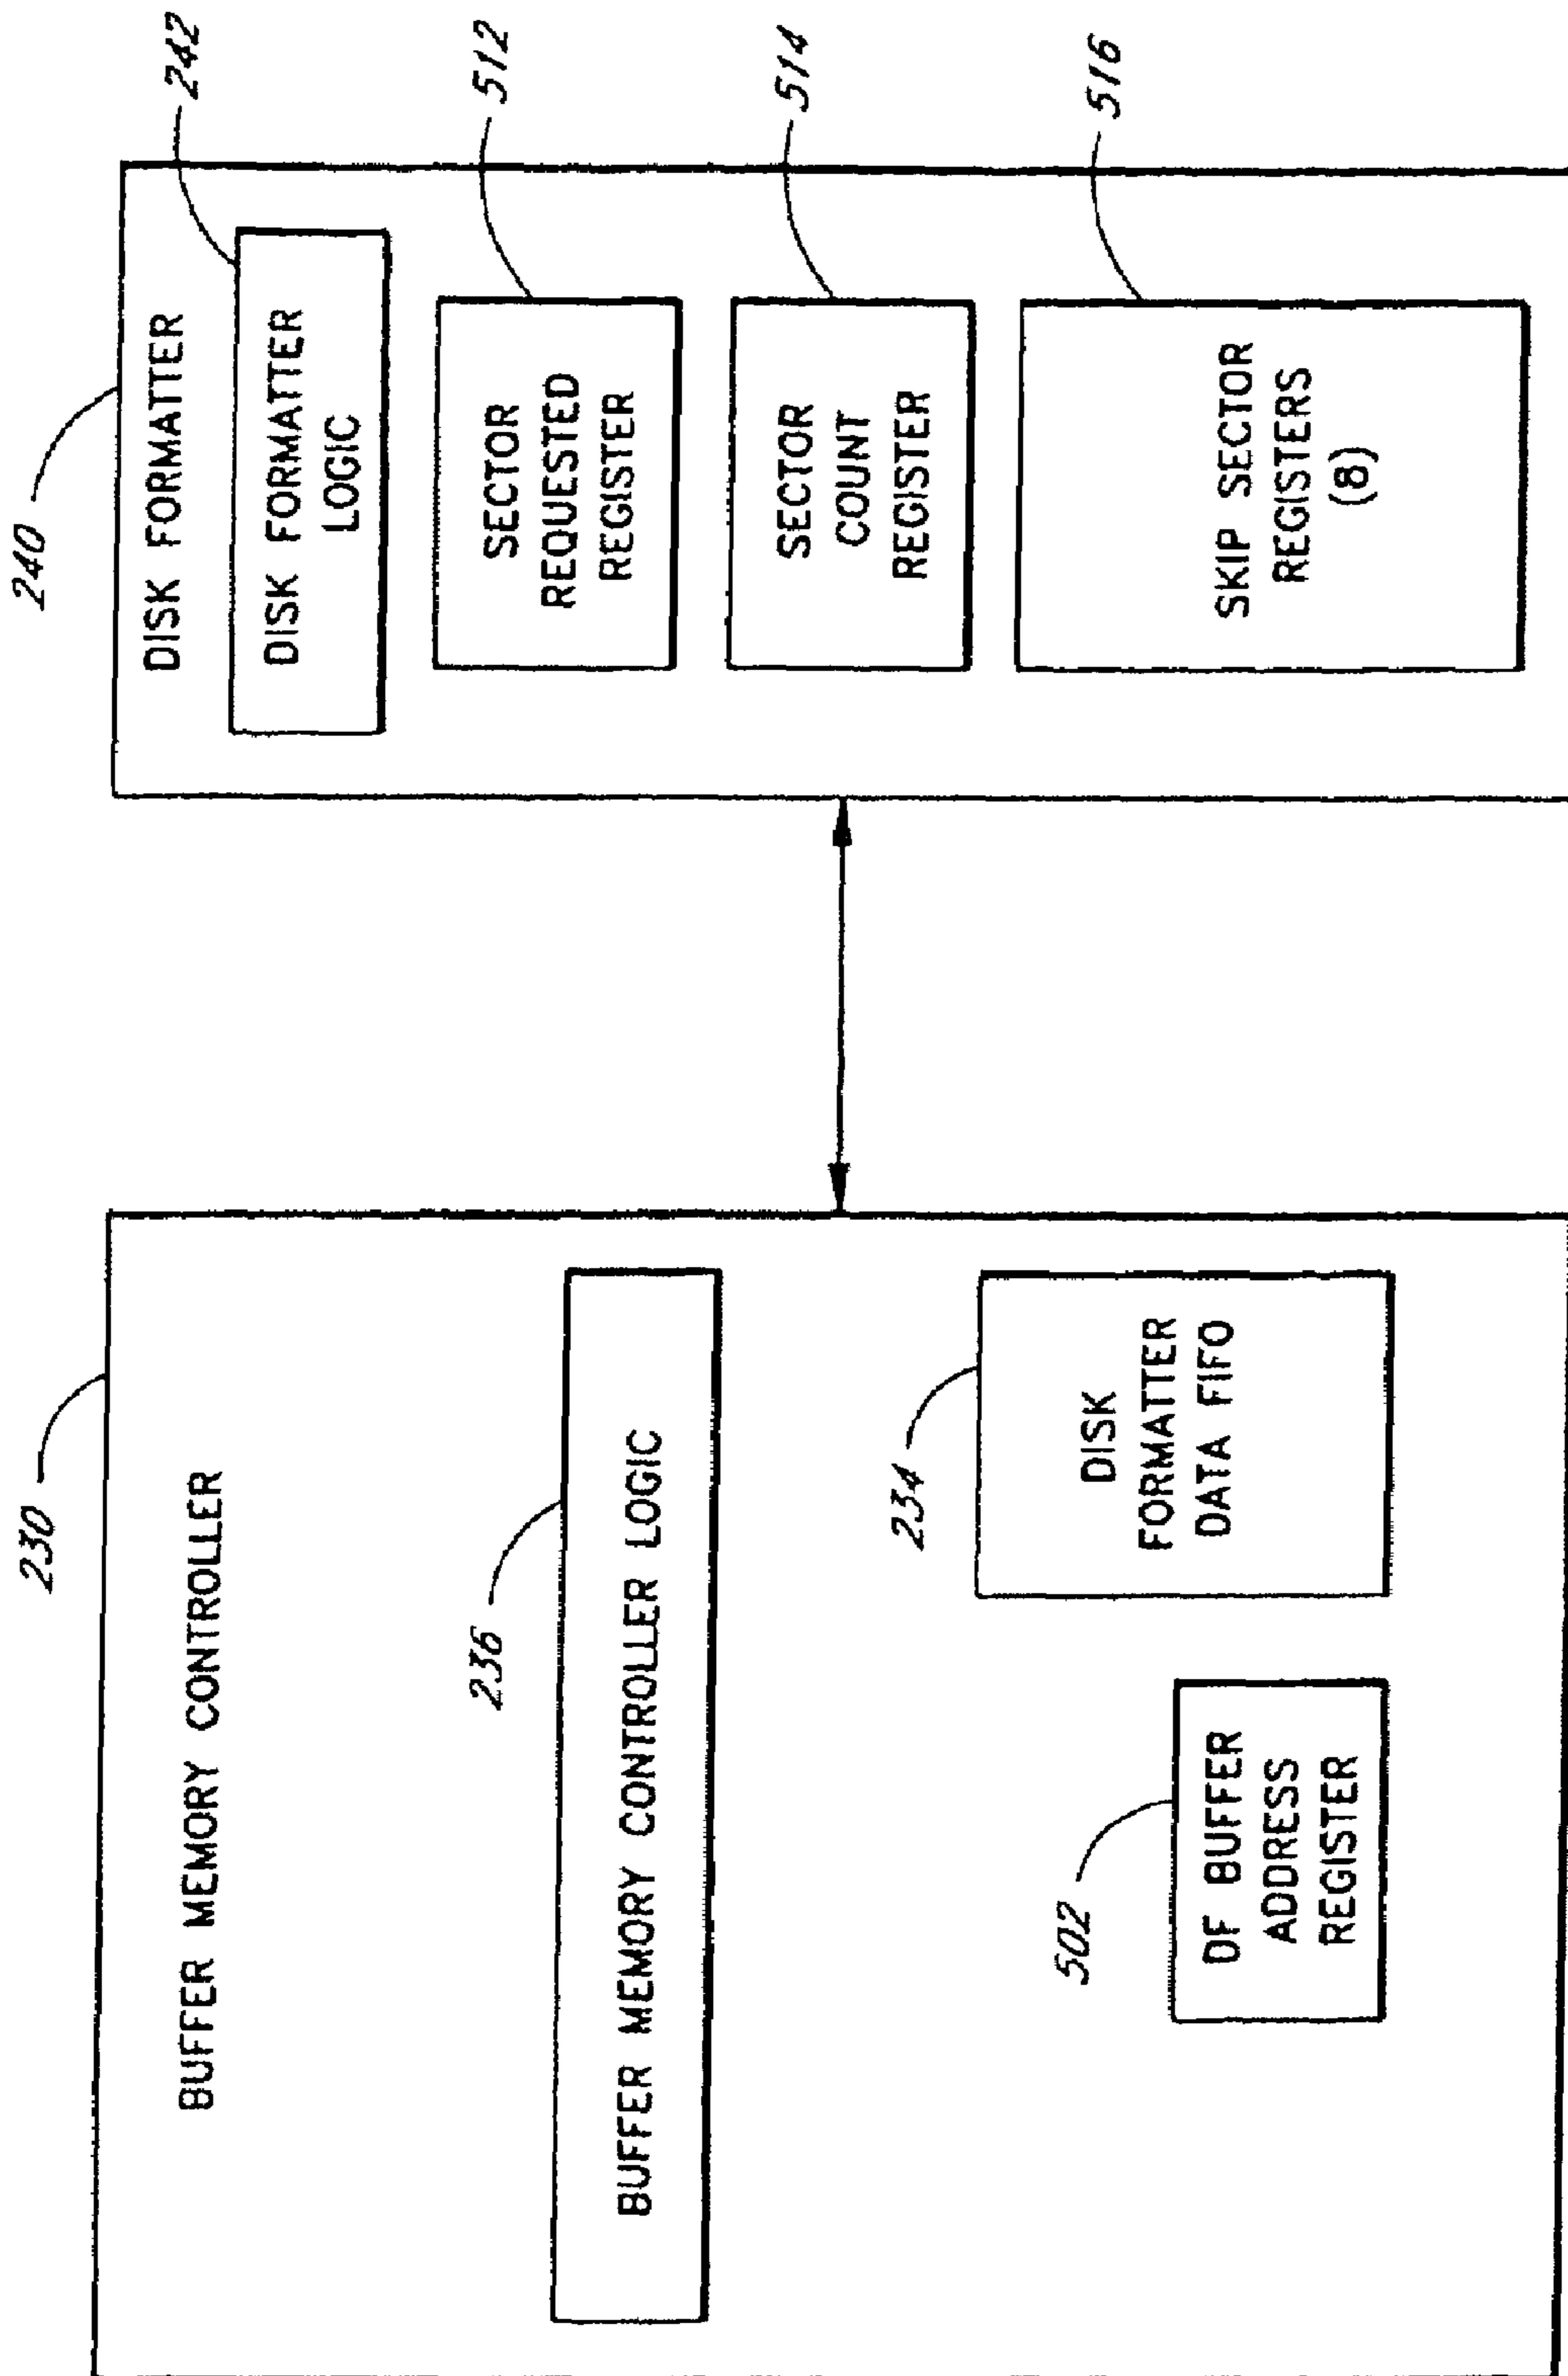 230
BUFFER MEMORY CONTROLLER
236
BUFFER MEMORY CONTROLLER LOGIC
502
DF BUFFER
ADDRESS
REGISTER
234
DISK
FORMATTER
DATA FIFO
240
DISK FORMATTER
242
DISK FORMATTER
LOGIC
512
SECTOR
REQUESTED
REGISTER
514
SECTOR
COUNT
REGISTER
516
SKIP SECTOR
REGISTERS
(8)